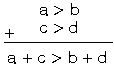 a > b
+ c > d
a + c > b + d